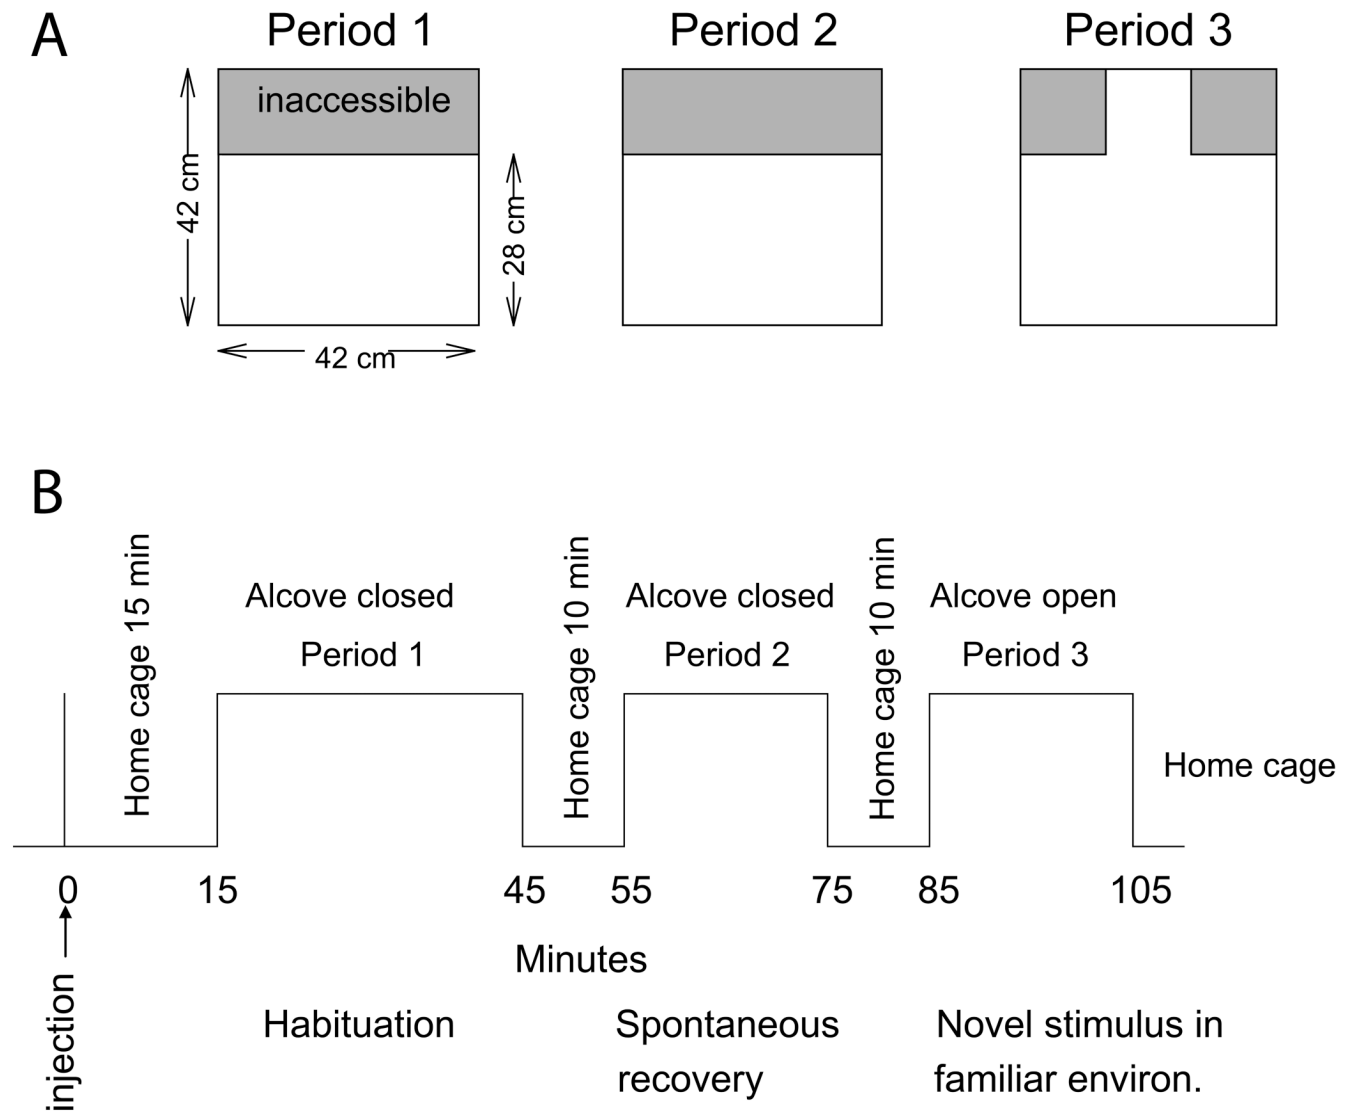 A
Period 1
Period 2
Period 3
inaccessible
42 cm
28 cm
42 cm
B
Home cage 15 min
Alcove closed
Period 1
Home cage 10 min
Alcove closed
Period 2
Home cage 10 min
Alcove open
Period 3
Home cage
0
15
45
55
75
85
105
injection
Minutes
Habituation
Spontaneous
recovery
Novel stimulus in
familiar environ.